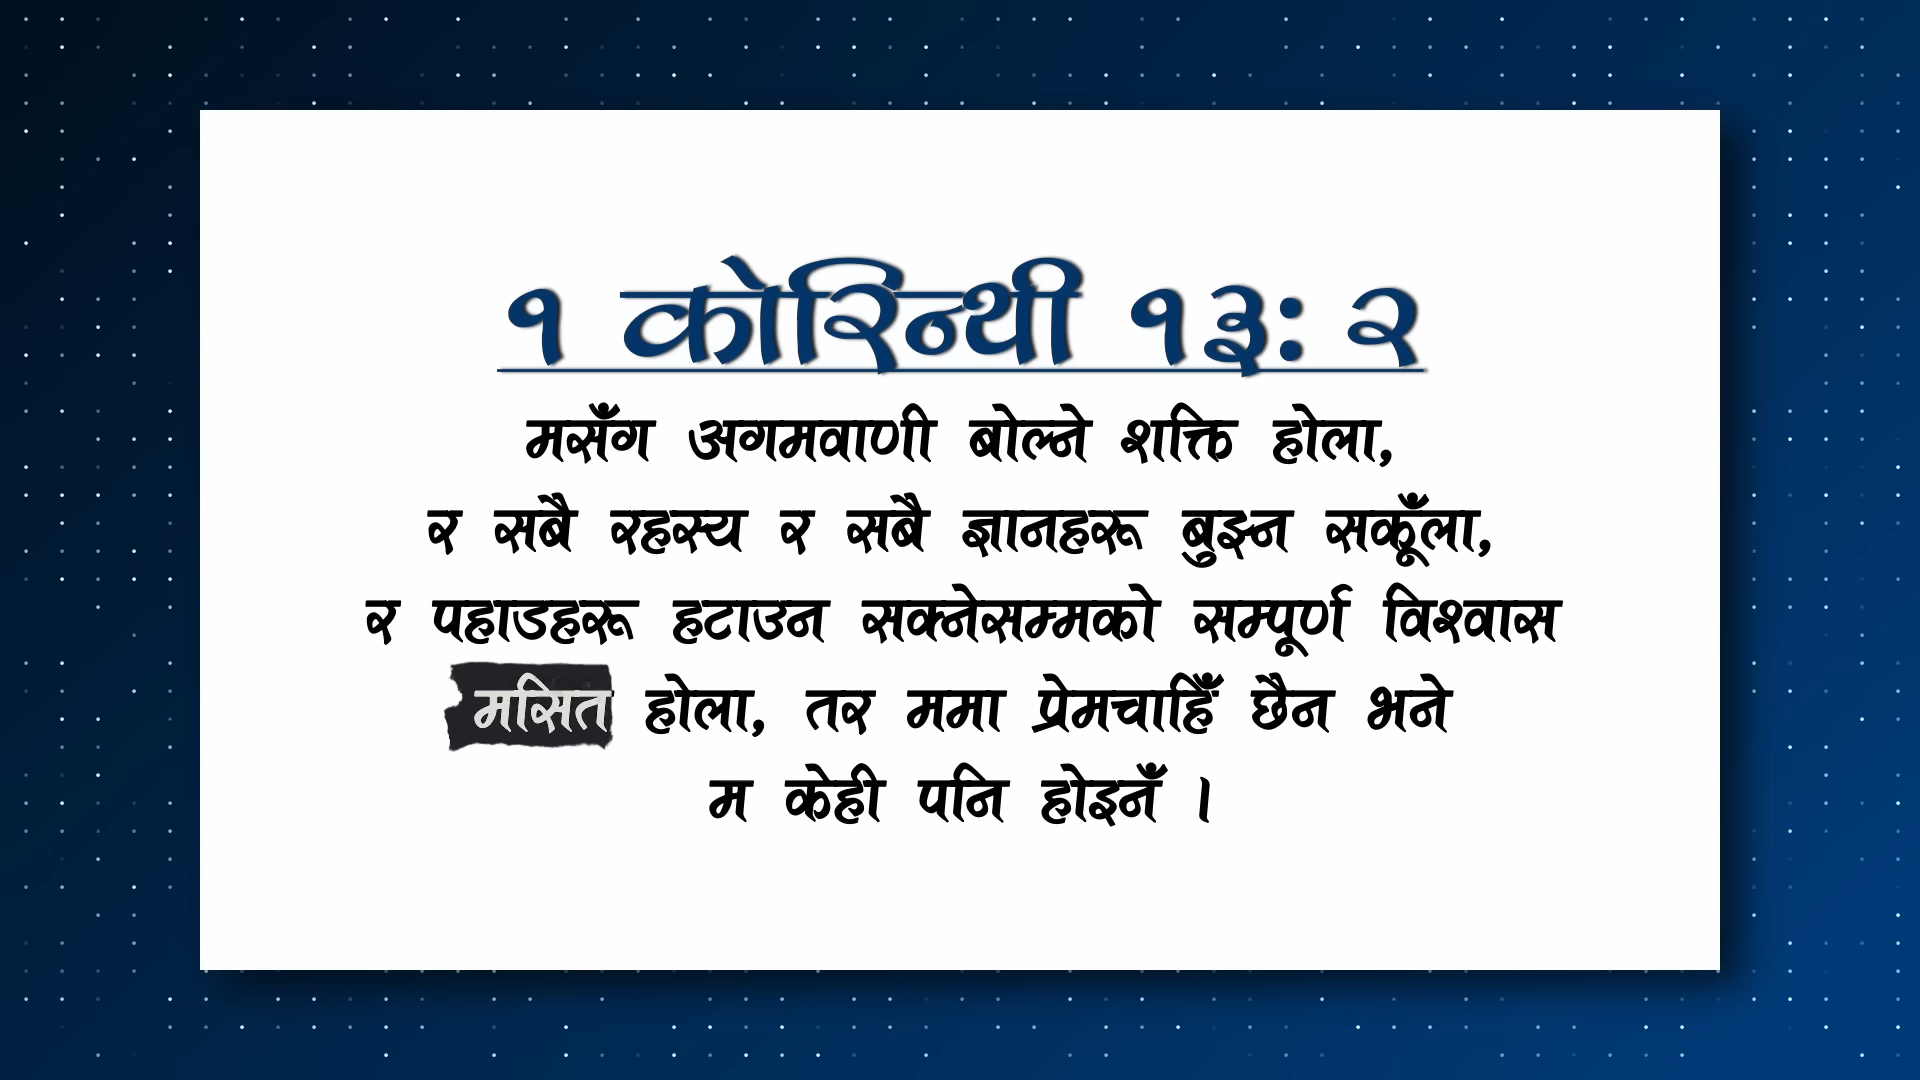 १ कोरिन्थी १३: २
मसँग अगमवाणी बोल्ने शक्ति होला,
र सबै रहस्य र सबै ज्ञानहरू बुझ्न सकूँला,
र पहाडहरू हटाउन सक्नेसम्मको सम्पूर्ण विश्वास
मसित होला, तर ममा प्रेमचाहिँ छैन भने
म केही पनि होइनँ ।